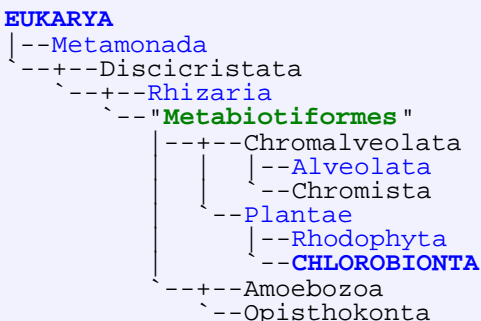 EUKARYA
|--Metamonada
`--+--Discicristata
`--+--Rhizaria
`--"Metabiotiformes"
|--+--Chromalveolata
| | |--Alveolata
| | `--Chromista
| `--Plantae
| |--Rhodophyta
| `--CHLOROBIONTA
`--+--Amoebozoa
`--Opisthokonta